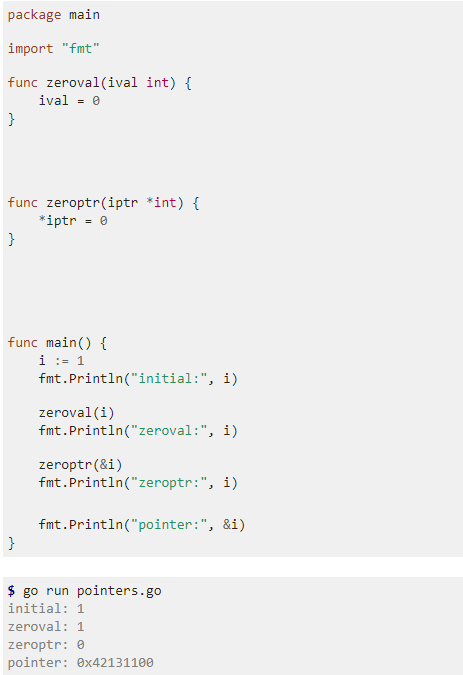 package main
import "fmt"
func zeroval(ival int) {
    ival = 0
}
func zeroptr(iptr *int) {
    *iptr = 0
}
func main() {
    i := 1
    fmt.Println("initial:", i)
    zeroval(i)
    fmt.Println("zeroval:", i)
    zeroptr(&i)
    fmt.Println("zeroptr:", i)
    fmt.Println("pointer:", &i)
}
$ go run pointers.go
initial: 1
zeroval: 1
zeroptr: 0
pointer: 0x42131100